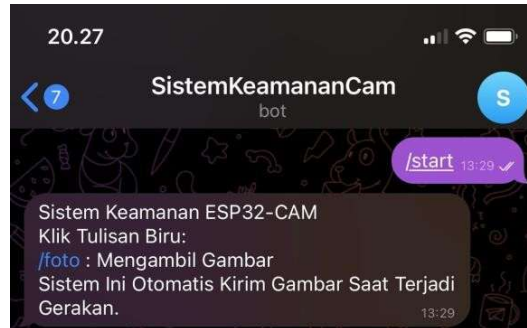 20.27
7
SistemKeamananCam
bot
S
/start 13:29
Sistem Keamanan ESP32-CAM
Klik Tulisan Biru:
/foto : Mengambil Gambar
Sistem Ini Otomatis Kirim Gambar Saat Terjadi
Gerakan.
13:29